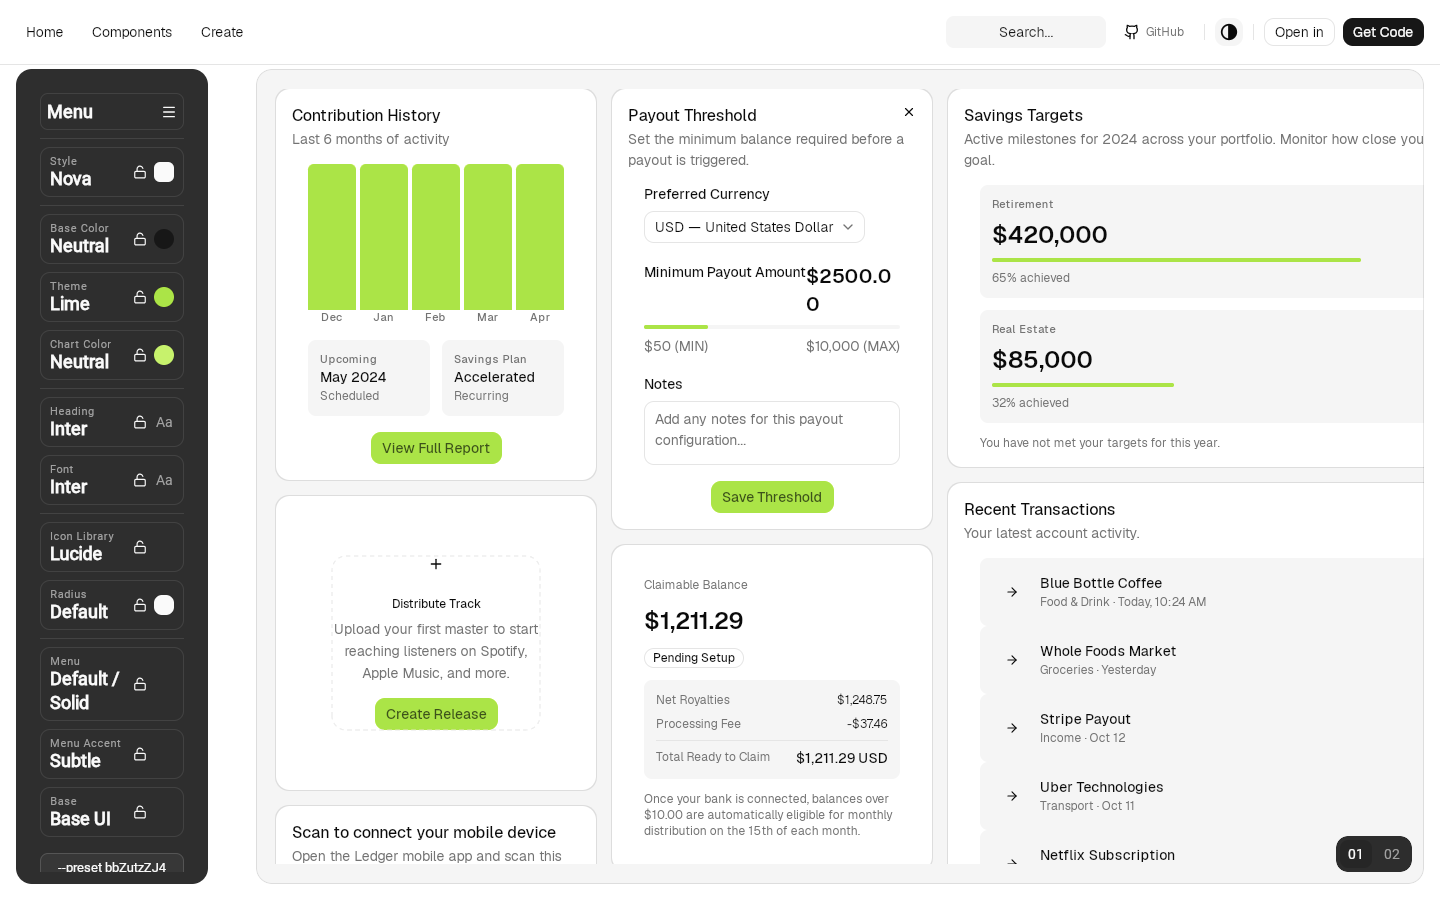 Home
Components
Create
Search...
GitHub
Open in
Get Code
Menu
Style
Nova
Base Color
Neutral
Theme
Lime
Chart Color
Neutral
Heading
Inter
Aa
Font
Inter
Aa
Icon Library
Lucide
Radius
Default
Menu
Default /
Solid
Menu Accent
Subtle
Base
Base UI
--preset bbZutzZJ4
Contribution History
Last 6 months of activity
Dec
Jan
Feb
Mar
Apr
Upcoming
May 2024
Scheduled
Savings Plan
Accelerated
Recurring
View Full Report
Distribute Track
Upload your first master to start
reaching listeners on Spotify,
Apple Music, and more.
Create Release
Scan to connect your mobile device
Open the Ledger mobile app and scan this
Payout Threshold
Set the minimum balance required before a
payout is triggered.
Preferred Currency
USD — United States Dollar
Minimum Payout Amount
$2500.0
0
$50 (MIN)
$10,000 (MAX)
Notes
Add any notes for this payout
configuration...
Save Threshold
Claimable Balance
$1,211.29
Pending Setup
Net Royalties
$1,248.75
Processing Fee
-$37.46
Total Ready to Claim
$1,211.29 USD
Once your bank is connected, balances over
$10.00 are automatically eligible for monthly
distribution on the 15th of each month.
Savings Targets
Active milestones for 2024 across your portfolio. Monitor how close you
goal.
Retirement
$420,000
65% achieved
Real Estate
$85,000
32% achieved
You have not met your targets for this year.
Recent Transactions
Your latest account activity.
Blue Bottle Coffee
Food & Drink · Today, 10:24 AM
Whole Foods Market
Groceries · Yesterday
Stripe Payout
Income · Oct 12
Uber Technologies
Transport · Oct 11
Netflix Subscription
01
02